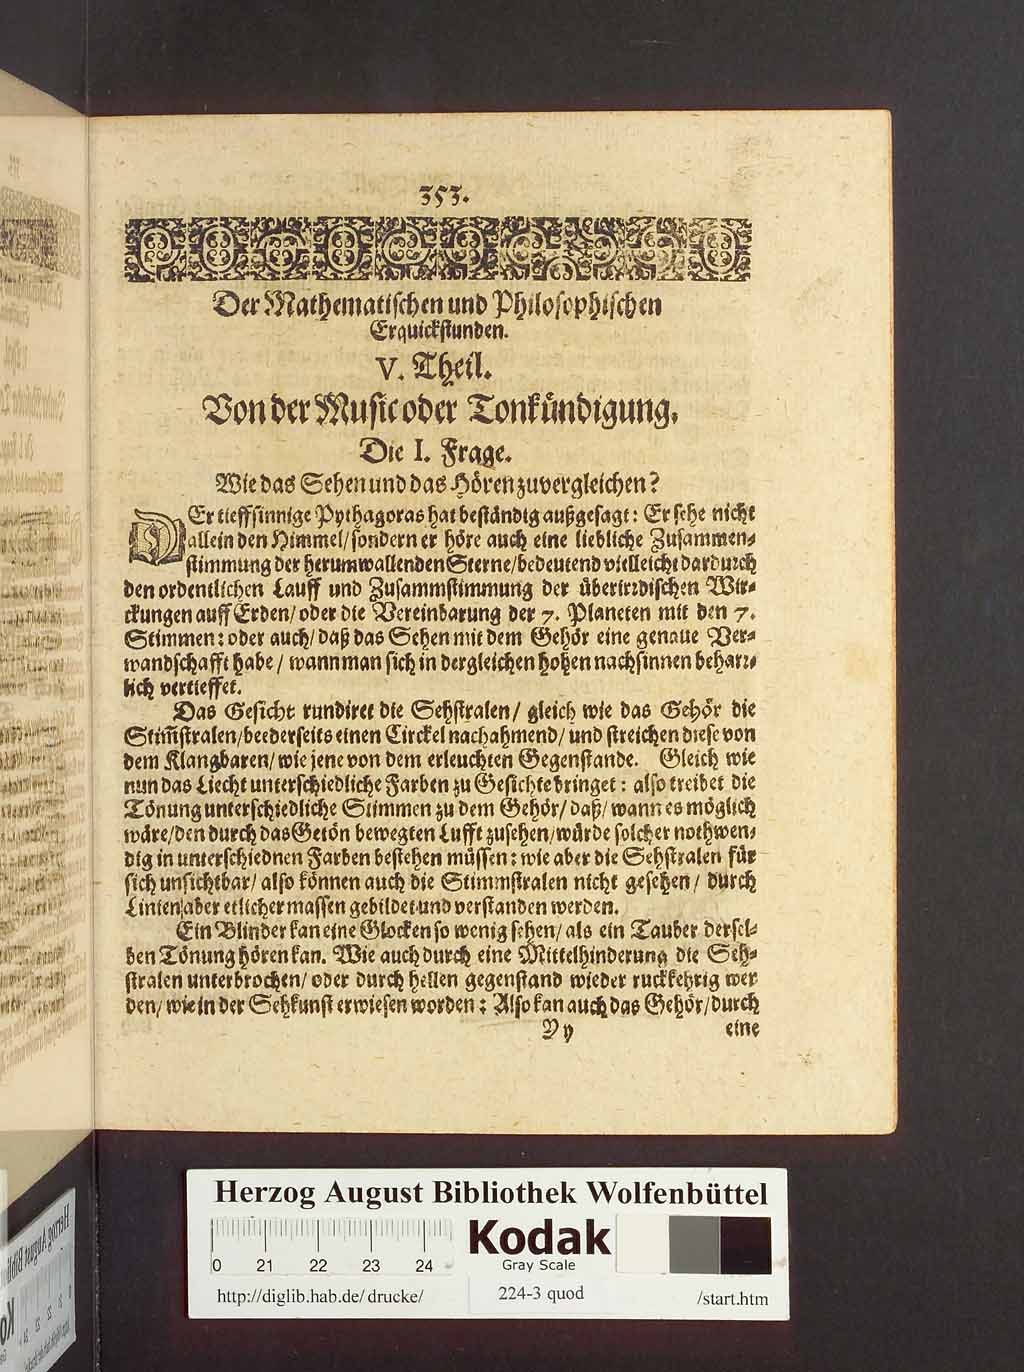 353.
Der Mathematischen und Philosophischen
Erquickstunden.
V. Theil.
Von der Music oder Tonkündigung.
Die I. Frage.
Wie das Sehen und das Hören zuvergleichen?
DEr tieffsinnige Pythagoras hat beständig außgesagt: Er sehe nicht
allein den Himmel/ sondern er höre auch eine liebliche Zusammen-
stimmung der herumwallenden Sterne/ bedeutend vielleicht dardurch
den ordentlichen Lauff und Zusammstimmung der überirrdischen Wir-
ckungen auff Erden/ oder die Vereinbarung der 7. Planeten mit den 7.
Stimmen: oder auch/ daß das Sehen mit dem Gehör eine genaue Ver-
wandschafft habe/ wann man sich in dergleichen hohen nachsinnen beharr-
lich vertieffet.
Das Gesicht rundiret die Sehstralen/ gleich wie das Gehör die
Stim̃stralen/ beederseits einen Circkel nachahmend/ und streichen diese von
dem Klangbaren/ wie jene von dem erleuchten Gegenstande. Gleich wie
nun das Liecht unterschiedliche Farben zu Gesichte bringet: also treibet die
Tönung unterschiedliche Stimmen zu dem Gehör/ daß/ wann es möglich
wäre/ den durch das Getön bewegten Lufft zusehen/ würde solcher nothwen-
dig in unterschiednen Farben bestehen müssen: wie aber die Sehstralen für
sich unsichtbar/ also können auch die Stimmstralen nicht gesehen/ durch
Linien aber etlicher massen gebildet und verstanden werden.
Ein Blinder kan eine Glocken so wenig sehen/ als ein Tauber dersel-
ben Tönung hören kan. Wie auch durch eine Mittelhinderung die Seh-
stralen unterbrochen/ oder durch hellen gegenstand wieder ruckkehrig wer
den/ wie in der Sehkunst erwiesen worden: Also kan auch das Gehör/ durch
Yy eine
Herzog August Bibliothek Wolfenbüttel
Kodak
Gray Scale
0 21 22 23 24
http://diglib.hab.de/ drucke/ 224-3 quod /start.htm